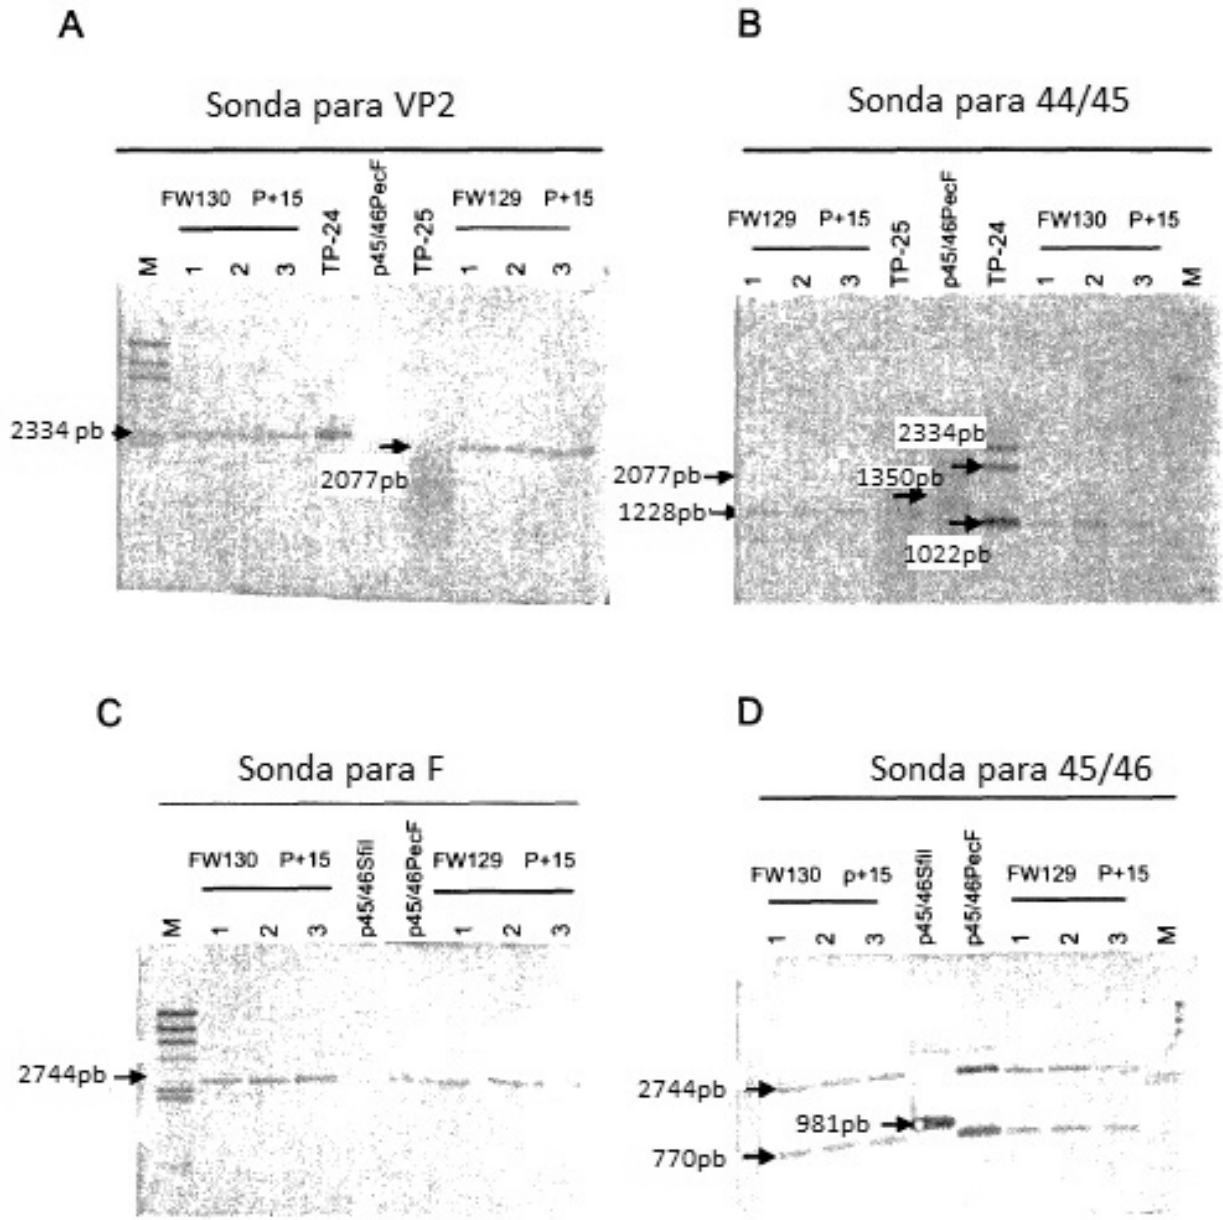 A
Sonda para VP2
FW130 P+15
TP-24
p45/46PecF
TP-25
FW129 P+15
M 1 2 3 1 2 3
2334 pb
2077pb
B
Sonda para 44/45
FW129 P+15
TP-25
p45/46PecF
TP-24
FW130 P+15
1 2 3 1 2 3 M
2334pb
2077pb
1350pb
1228pb
1022pb
C
Sonda para F
FW130 P+15
p45/46SfiI
p45/46PecF
FW129 P+15
M 1 2 3 1 2 3
2744pb
D
Sonda para 45/46
FW130 p+15
p45/46SfiI
p45/46PecF
FW129 P+15
1 2 3 1 2 3 M
2744pb
981pb
770pb